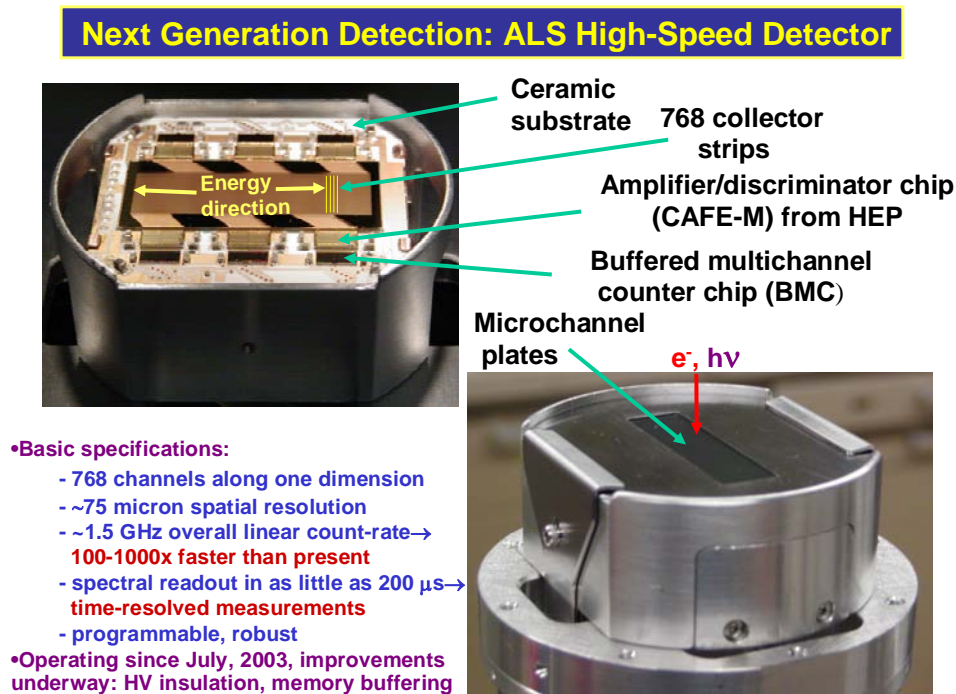 Next Generation Detection: ALS High-Speed Detector
Ceramic
substrate
768 collector
strips
Energy
direction
Amplifier/discriminator chip
(CAFE-M) from HEP
Buffered multichannel
counter chip (BMC)
Microchannel
plates
e-, hν
•Basic specifications:
- 768 channels along one dimension
- ~75 micron spatial resolution
- ~1.5 GHz overall linear count-rate→
100-1000x faster than present
- spectral readout in as little as 200 μs→
time-resolved measurements
- programmable, robust
•Operating since July, 2003, improvements
underway: HV insulation, memory buffering